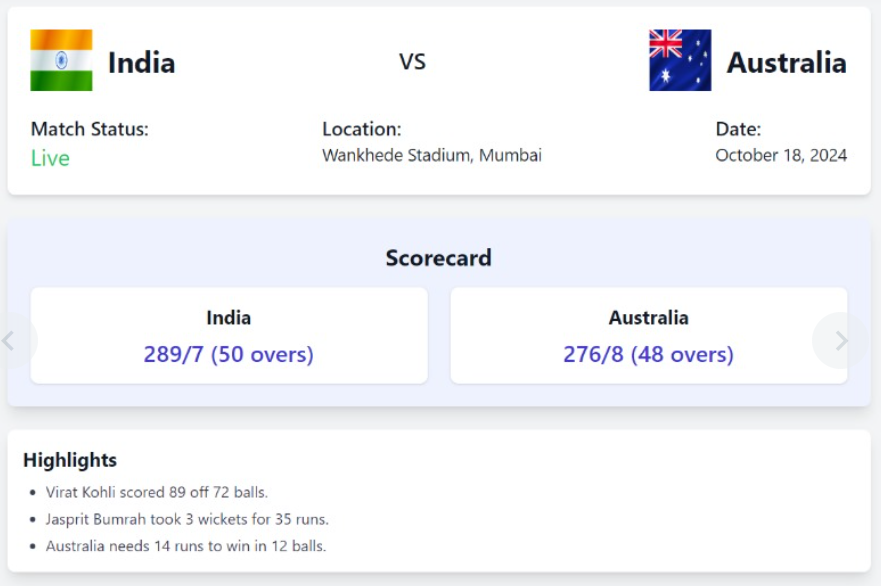 India VS Australia
Match Status: Location: Date:
Live Wankhede Stadium, Mumbai October 18, 2024
Scorecard
India Australia
289/7 (50 overs) 276/8 (48 overs)
Highlights
• Virat Kohli scored 89 off 72 balls.
• Jasprit Bumrah took 3 wickets for 35 runs.
• Australia needs 14 runs to win in 12 balls.